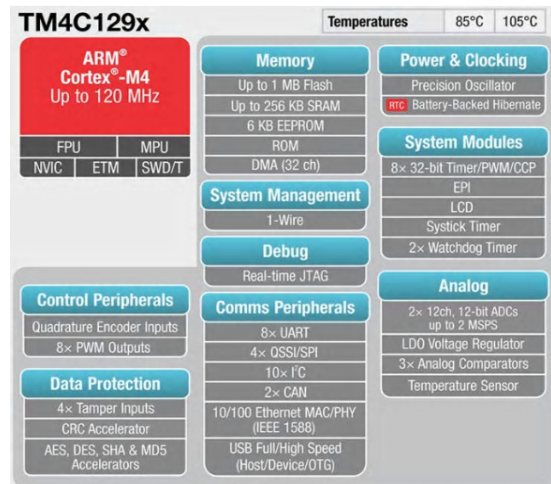 TM4C129x
Temperatures 85°C 105°C
ARM®
Cortex®-M4
Up to 120 MHz
FPU MPU
NVIC ETM SWD/T
Memory
Up to 1 MB Flash
Up to 256 KB SRAM
6 KB EEPROM
ROM
DMA (32 ch)
System Management
1-Wire
Debug
Real-time JTAG
Power & Clocking
Precision Oscillator
RTC Battery-Backed Hibernate
System Modules
8× 32-bit Timer/PWM/CCP
EPI
LCD
Systick Timer
2× Watchdog Timer
Control Peripherals
Quadrature Encoder Inputs
8× PWM Outputs
Data Protection
4× Tamper Inputs
CRC Accelerator
AES, DES, SHA & MD5
Accelerators
Comms Peripherals
8× UART
4× QSSI/SPI
10× I²C
2× CAN
10/100 Ethernet MAC/PHY
(IEEE 1588)
USB Full/High Speed
(Host/Device/OTG)
Analog
2× 12ch, 12-bit ADCs
up to 2 MSPS
LDO Voltage Regulator
3× Analog Comparators
Temperature Sensor